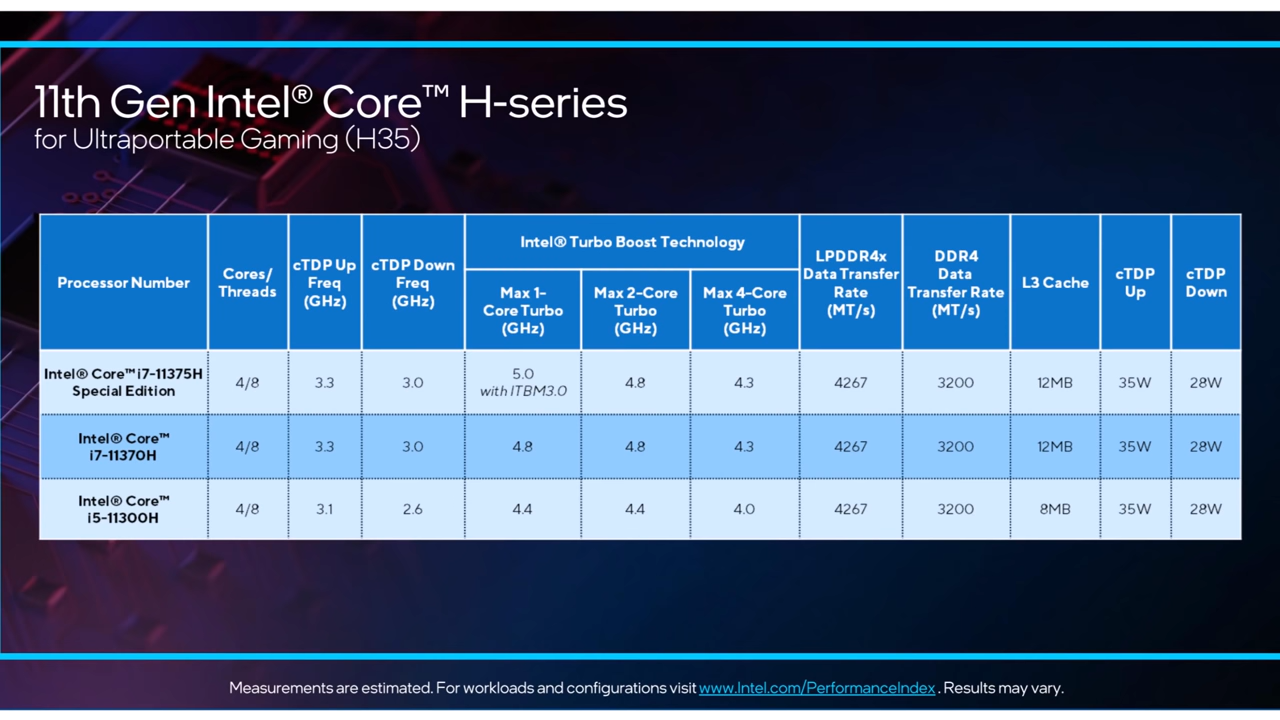 11th Gen Intel® Core™ H-series
for Ultraportable Gaming (H35)
Processor Number
Cores/
Threads
cTDP Up
Freq
(GHz)
cTDP Down
Freq
(GHz)
Intel® Turbo Boost Technology
Max 1-
Core Turbo
(GHz)
Max 2-Core
Turbo
(GHz)
Max 4-Core
Turbo
(GHz)
LPDDR4x
Data Transfer
Rate
(MT/s)
DDR4
Data
Transfer Rate
(MT/s)
L3 Cache
cTDP
Up
cTDP
Down
Intel® Core™ i7-11375H
Special Edition
4/8
3.3
3.0
5.0
with ITBM3.0
4.8
4.3
4267
3200
12MB
35W
28W
Intel® Core™
i7-11370H
4/8
3.3
3.0
4.8
4.8
4.3
4267
3200
12MB
35W
28W
Intel® Core™
i5-11300H
4/8
3.1
2.6
4.4
4.4
4.0
4267
3200
8MB
35W
28W
Measurements are estimated. For workloads and configurations visit www.Intel.com/PerformanceIndex . Results may vary.